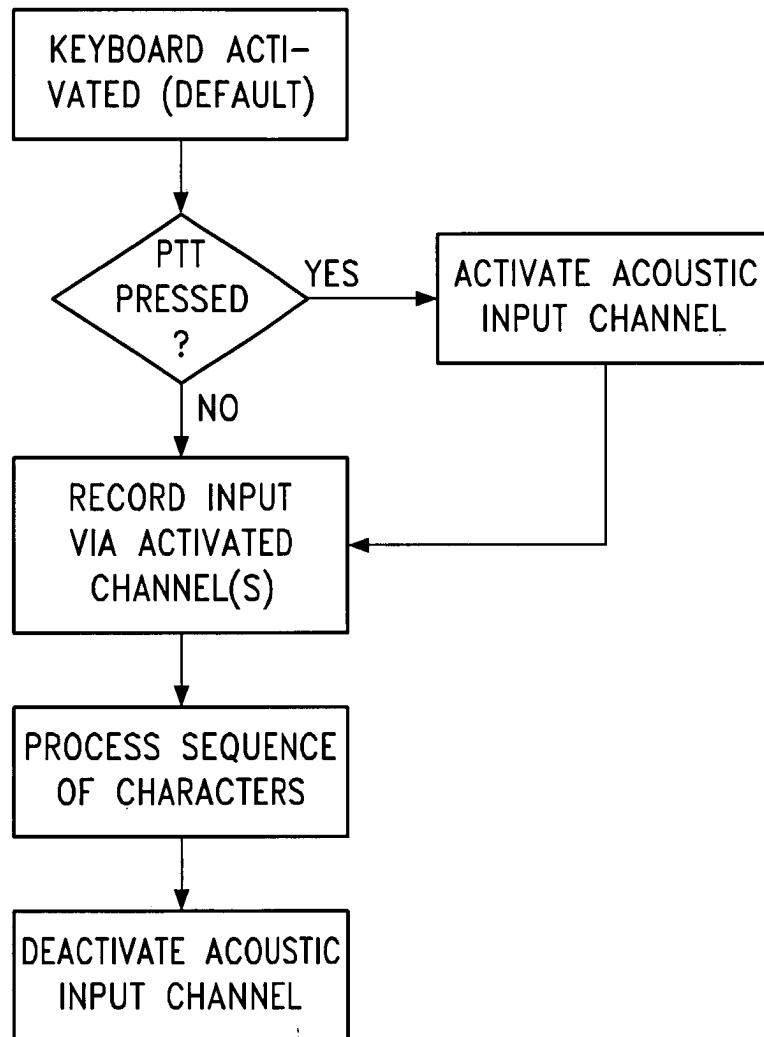 KEYBOARD ACTI-
VATED (DEFAULT)
PTT
PRESSED
?
YES
ACTIVATE ACOUSTIC
INPUT CHANNEL
NO
RECORD INPUT
VIA ACTIVATED
CHANNEL(S)
PROCESS SEQUENCE
OF CHARACTERS
DEACTIVATE ACOUSTIC
INPUT CHANNEL